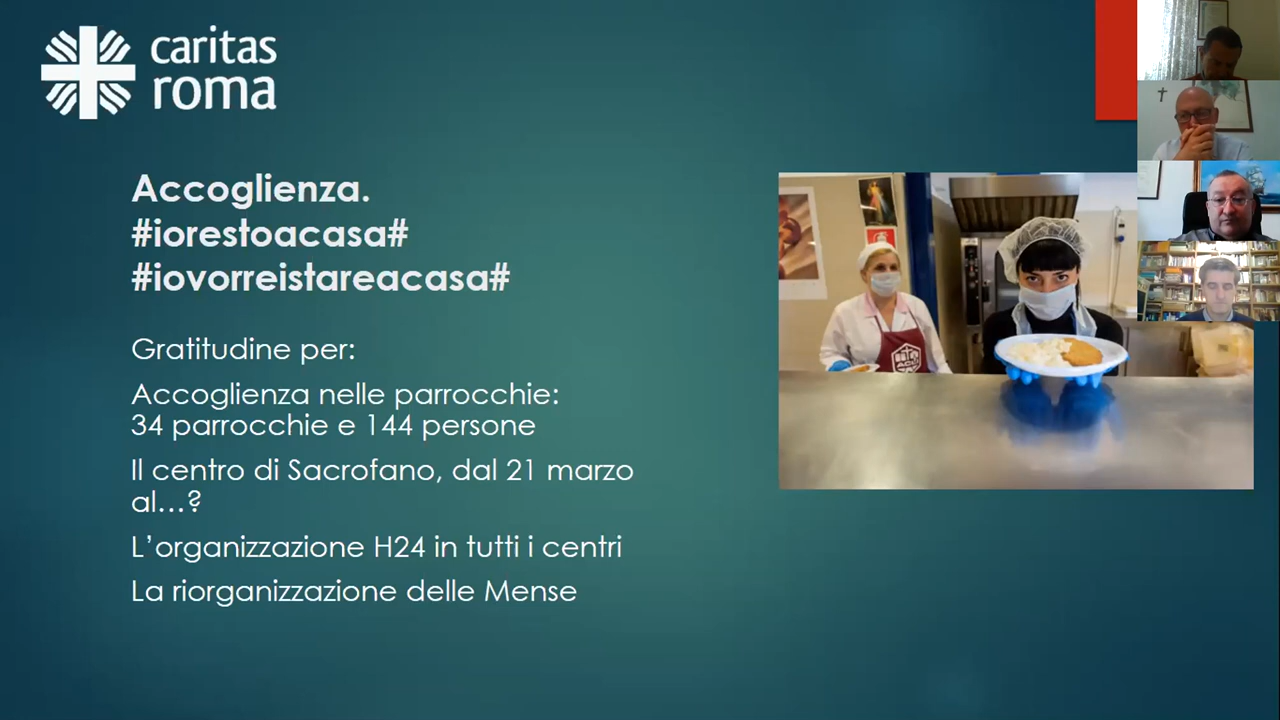 caritas
roma
Accoglienza.
#iorestoacasa#
#iovorreistareacasa#
Gratitudine per:
Accoglienza nelle parrocchie:
34 parrocchie e 144 persone
Il centro di Sacrofano, dal 21 marzo
al…?
L’organizzazione H24 in tutti i centri
La riorganizzazione delle Mense